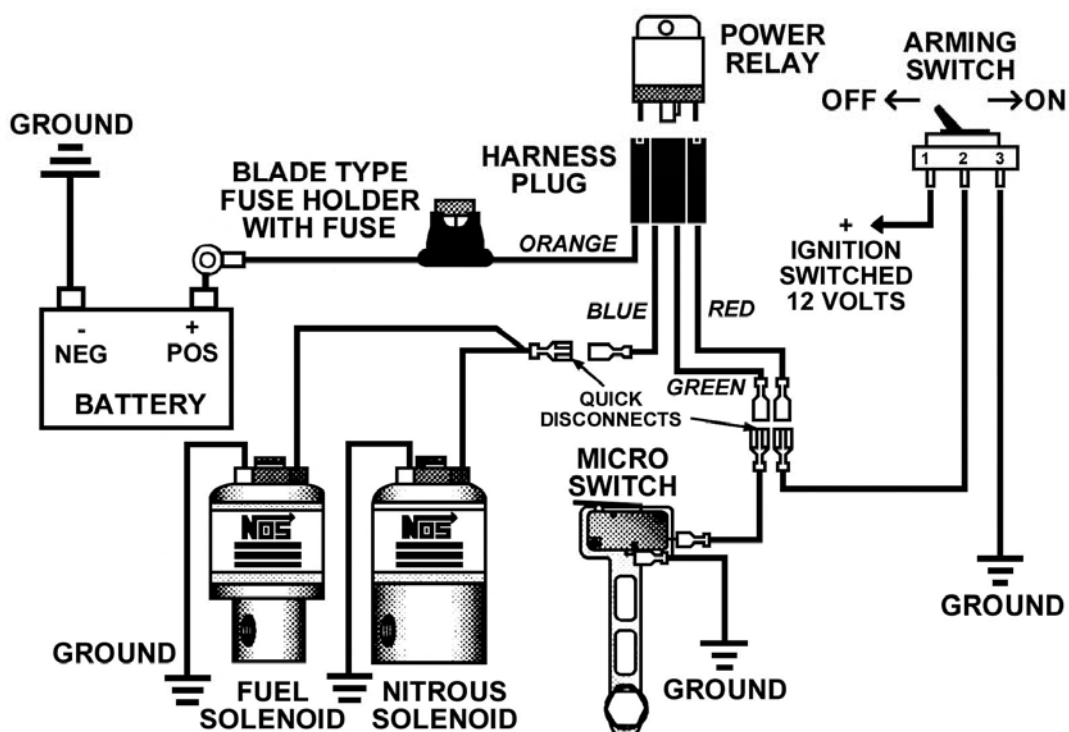 POWER
RELAY
ARMING
SWITCH
OFF
ON
GROUND
HARNESS
PLUG
1 2 3
BLADE TYPE
FUSE HOLDER
WITH FUSE
ORANGE
+
IGNITION
SWITCHED
12 VOLTS
BLUE
RED
-
NEG
+
POS
BATTERY
GREEN
QUICK
DISCONNECTS
MICRO
SWITCH
NOS
NOS
GROUND
GROUND
GROUND
FUEL
SOLENOID
NITROUS
SOLENOID